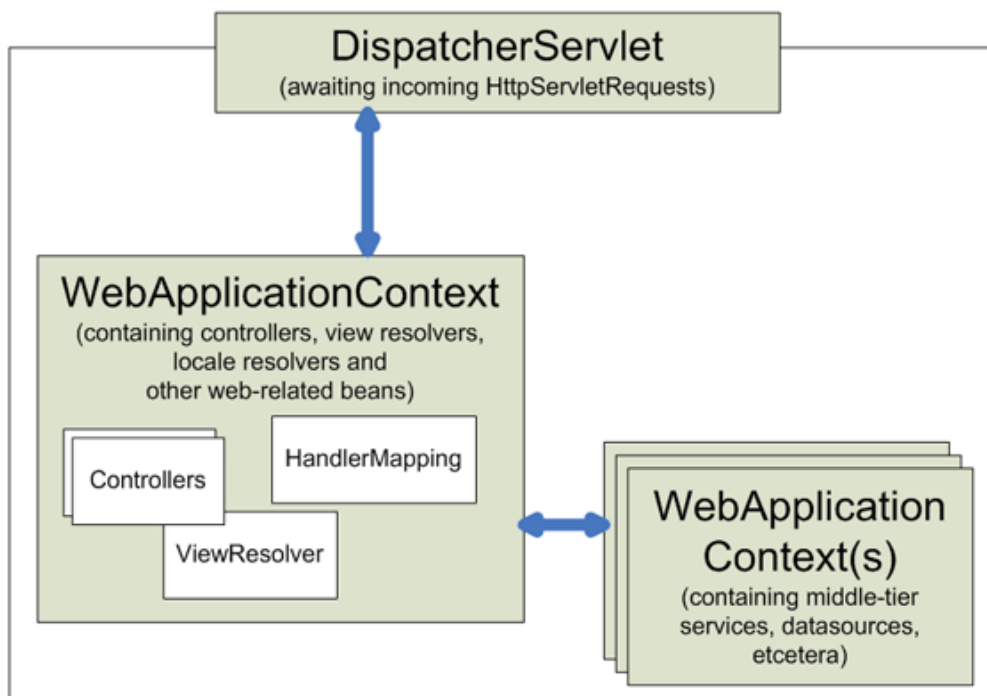 DispatcherServlet
(awaiting incoming HttpServletRequests)
WebApplicationContext
(containing controllers, view resolvers,
locale resolvers and
other web-related beans)
Controllers
HandlerMapping
ViewResolver
WebApplication
Context(s)
(containing middle-tier
services, datasources,
etcetera)